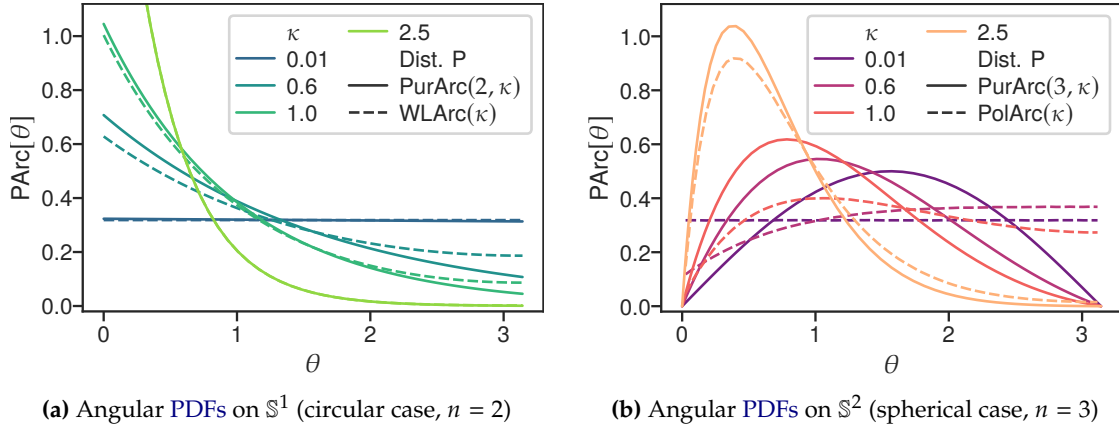 PArc[θ]
1.0
0.8
0.6
0.4
0.2
0.0
0 1 2 3
θ
κ
0.01
0.6
1.0
2.5
Dist. P
PurArc(2, κ)
WLArc(κ)
(a) Angular PDFs on 𝕊¹ (circular case, n = 2)
PArc[θ]
1.0
0.8
0.6
0.4
0.2
0.0
0 1 2 3
θ
κ
0.01
0.6
1.0
2.5
Dist. P
PurArc(3, κ)
PolArc(κ)
(b) Angular PDFs on 𝕊² (spherical case, n = 3)